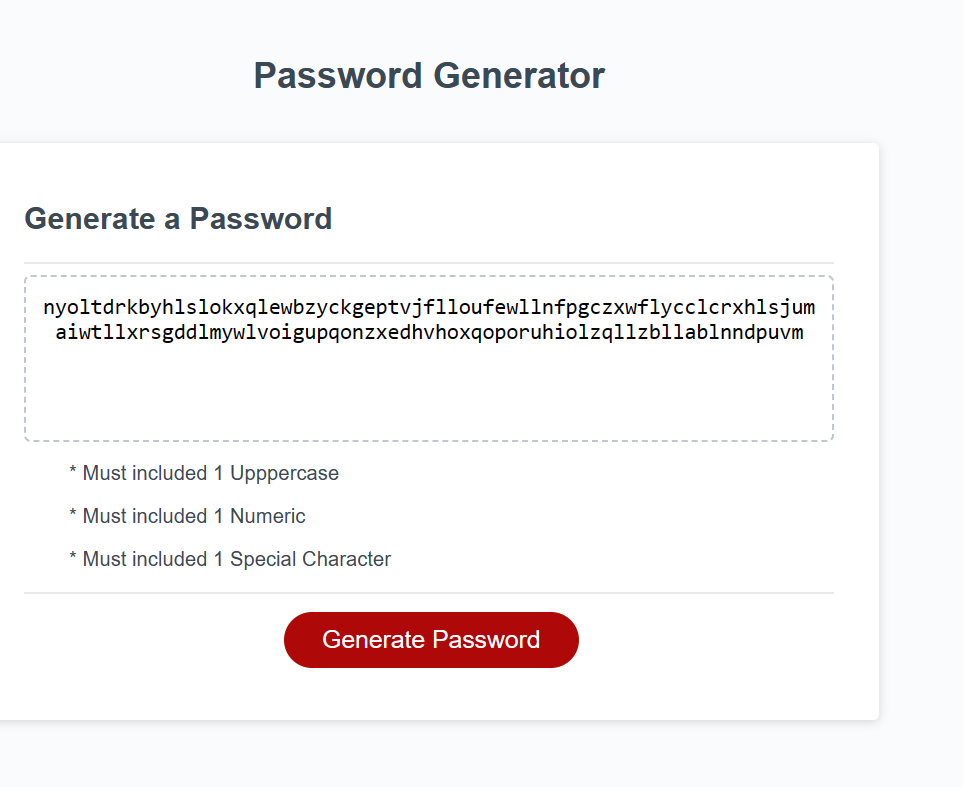 Password Generator
Generate a Password
nyoltdrkbyhlslokxqlewbzyckgeptvjflloufewllnfpgczxwflycclcrxhlsjum
aiwtllxrsgddlmywlvoigupqonzxedhvhoxqoporuhiolzqllzbllablnndpuvm
* Must included 1 Upppercase
* Must included 1 Numeric
* Must included 1 Special Character
Generate Password